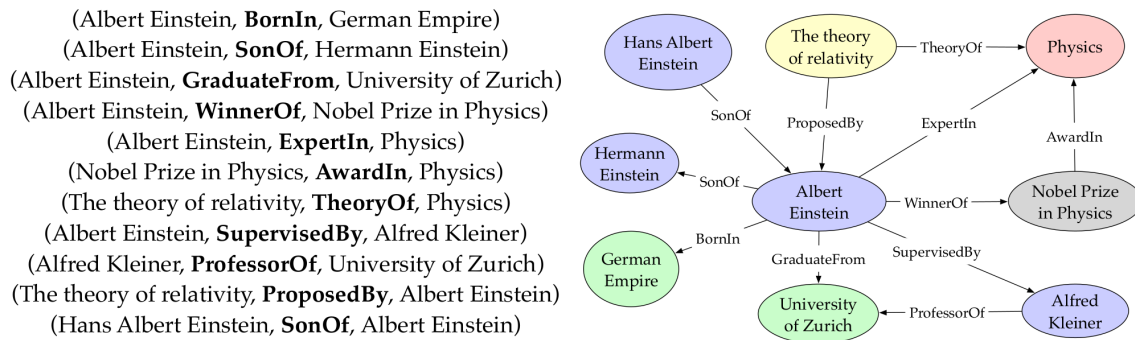 (Albert Einstein, BornIn, German Empire)
(Albert Einstein, SonOf, Hermann Einstein)
(Albert Einstein, GraduateFrom, University of Zurich)
(Albert Einstein, WinnerOf, Nobel Prize in Physics)
(Albert Einstein, ExpertIn, Physics)
(Nobel Prize in Physics, AwardIn, Physics)
(The theory of relativity, TheoryOf, Physics)
(Albert Einstein, SupervisedBy, Alfred Kleiner)
(Alfred Kleiner, ProfessorOf, University of Zurich)
(The theory of relativity, ProposedBy, Albert Einstein)
(Hans Albert Einstein, SonOf, Albert Einstein)
Hans Albert
Einstein
The theory
of relativity
TheoryOf
Physics
SonOf
ProposedBy
ExpertIn
AwardIn
Hermann
Einstein
SonOf
Albert
Einstein
WinnerOf
Nobel Prize
in Physics
BornIn
German
Empire
GraduateFrom
SupervisedBy
University
of Zurich
ProfessorOf
Alfred
Kleiner